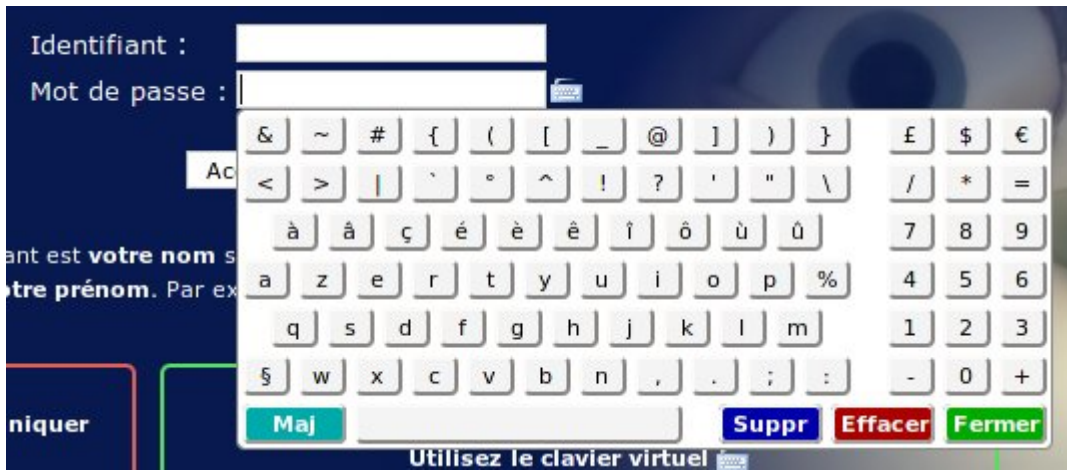 Identifiant :
Mot de passe :
& ~ # { ( [ _ @ ] ) } £ $ €
Ac
< > | ` ° ^ ! ? ' " \ / * =
à â ç é è ê î ô ù û 7 8 9
ant est votre nom s
a z e r t y u i o p % 4 5 6
otre prénom. Par ex
q s d f g h j k l m 1 2 3
§ w x c v b n , . ; : - 0 +
niquer
Maj Suppr Effacer Fermer
Utilisez le clavier virtuel